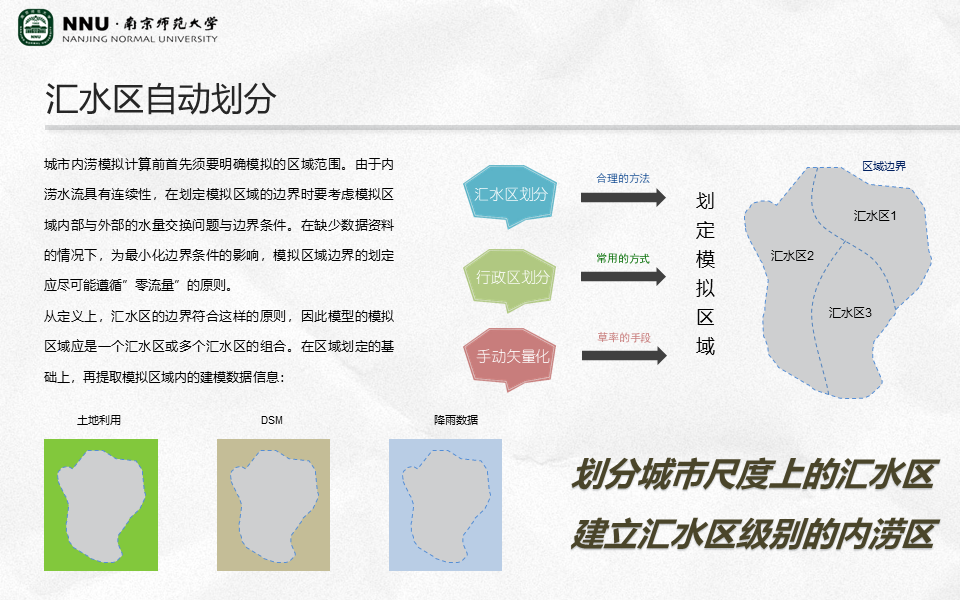 NNU · 南京师范大学
NANJING NORMAL UNIVERSITY
汇水区自动划分
城市内涝模拟计算前首先须要明确模拟的区域范围。由于内
涝水流具有连续性，在划定模拟区域的边界时要考虑模拟区
域内部与外部的水量交换问题与边界条件。在缺少数据资料
的情况下，为最小化边界条件的影响，模拟区域边界的划定
应尽可能遵循”零流量”的原则。
从定义上，汇水区的边界符合这样的原则，因此模型的模拟
区域应是一个汇水区或多个汇水区的组合。在区域划定的基
础上，再提取模拟区域内的建模数据信息：
汇水区划分
合理的方法
行政区划分
常用的方式
手动矢量化
草率的手段
划定模拟区域
区域边界
汇水区1
汇水区2
汇水区3
土地利用
DSM
降雨数据
划分城市尺度上的汇水区
建立汇水区级别的内涝区